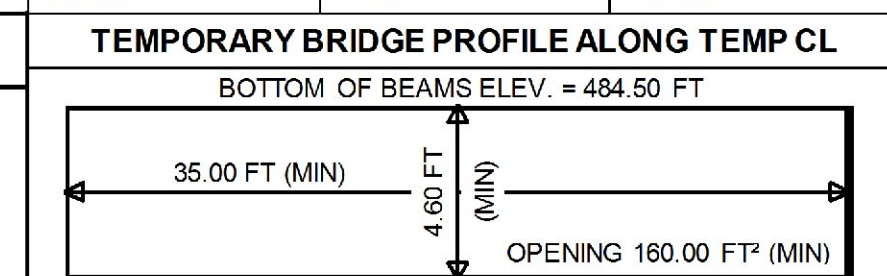 TEMPORARY BRIDGE PROFILE ALONG TEMP CL
BOTTOM OF BEAMS ELEV. = 484.50 FT
35.00 FT (MIN)
4.60 FT
(MIN)
OPENING 160.00 FT² (MIN)